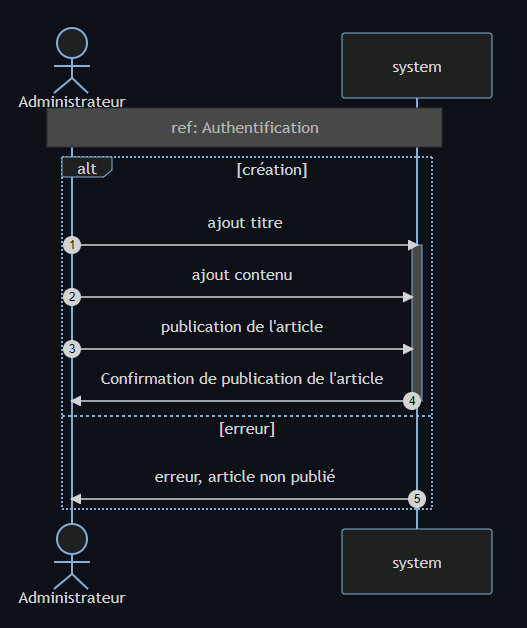 Administrateur
system
ref: Authentification
alt
[création]
ajout titre
1
ajout contenu
2
publication de l'article
3
Confirmation de publication de l'article
4
[erreur]
erreur, article non publié
5
Administrateur
system